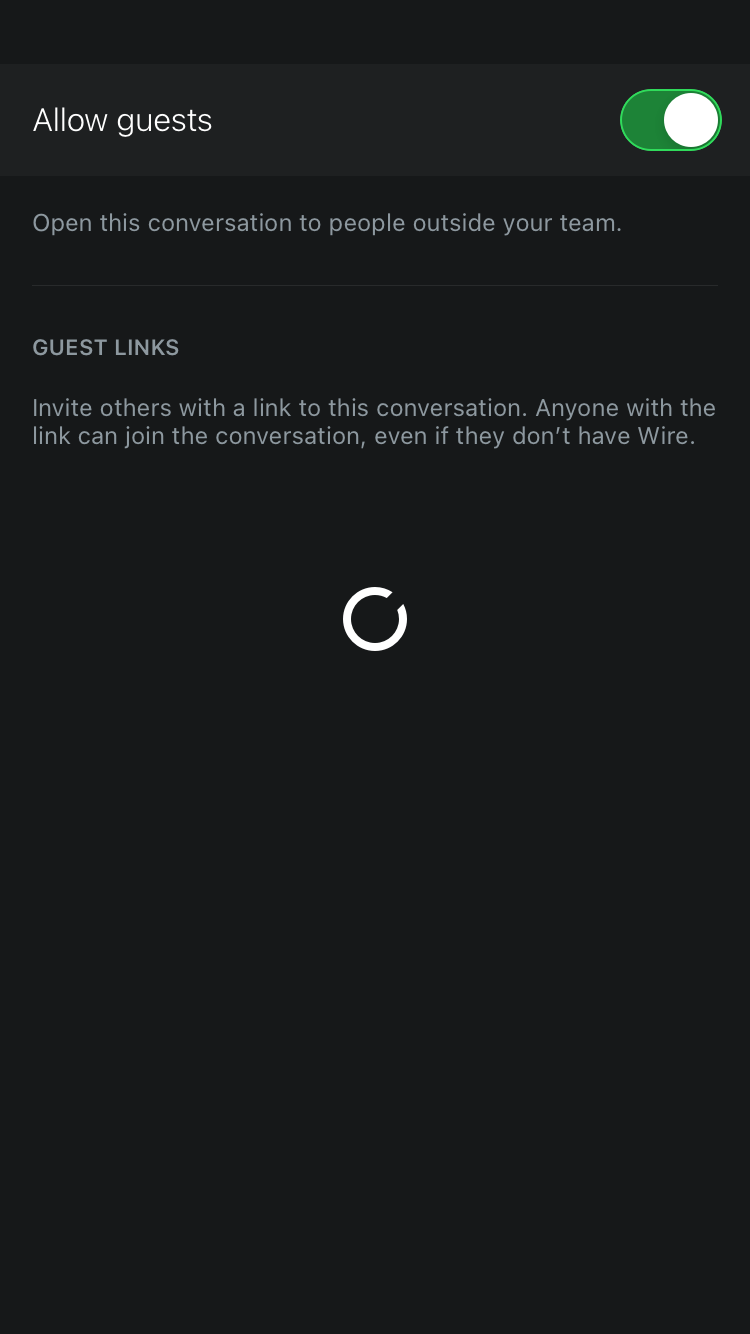 Allow guests
Open this conversation to people outside your team.
GUEST LINKS
Invite others with a link to this conversation. Anyone with the
link can join the conversation, even if they don’t have Wire.